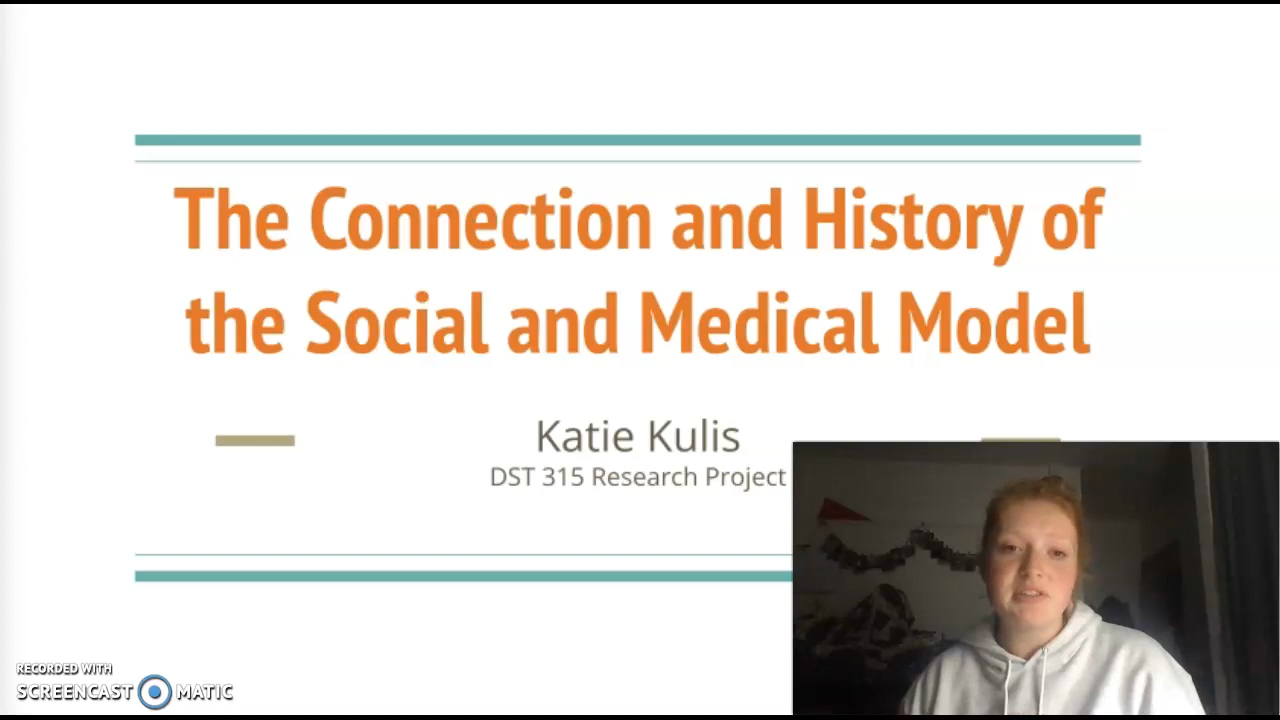 The Connection and History of
the Social and Medical Model
Katie Kulis
DST 315 Research Project
RECORDED WITH
SCREENCAST MATIC